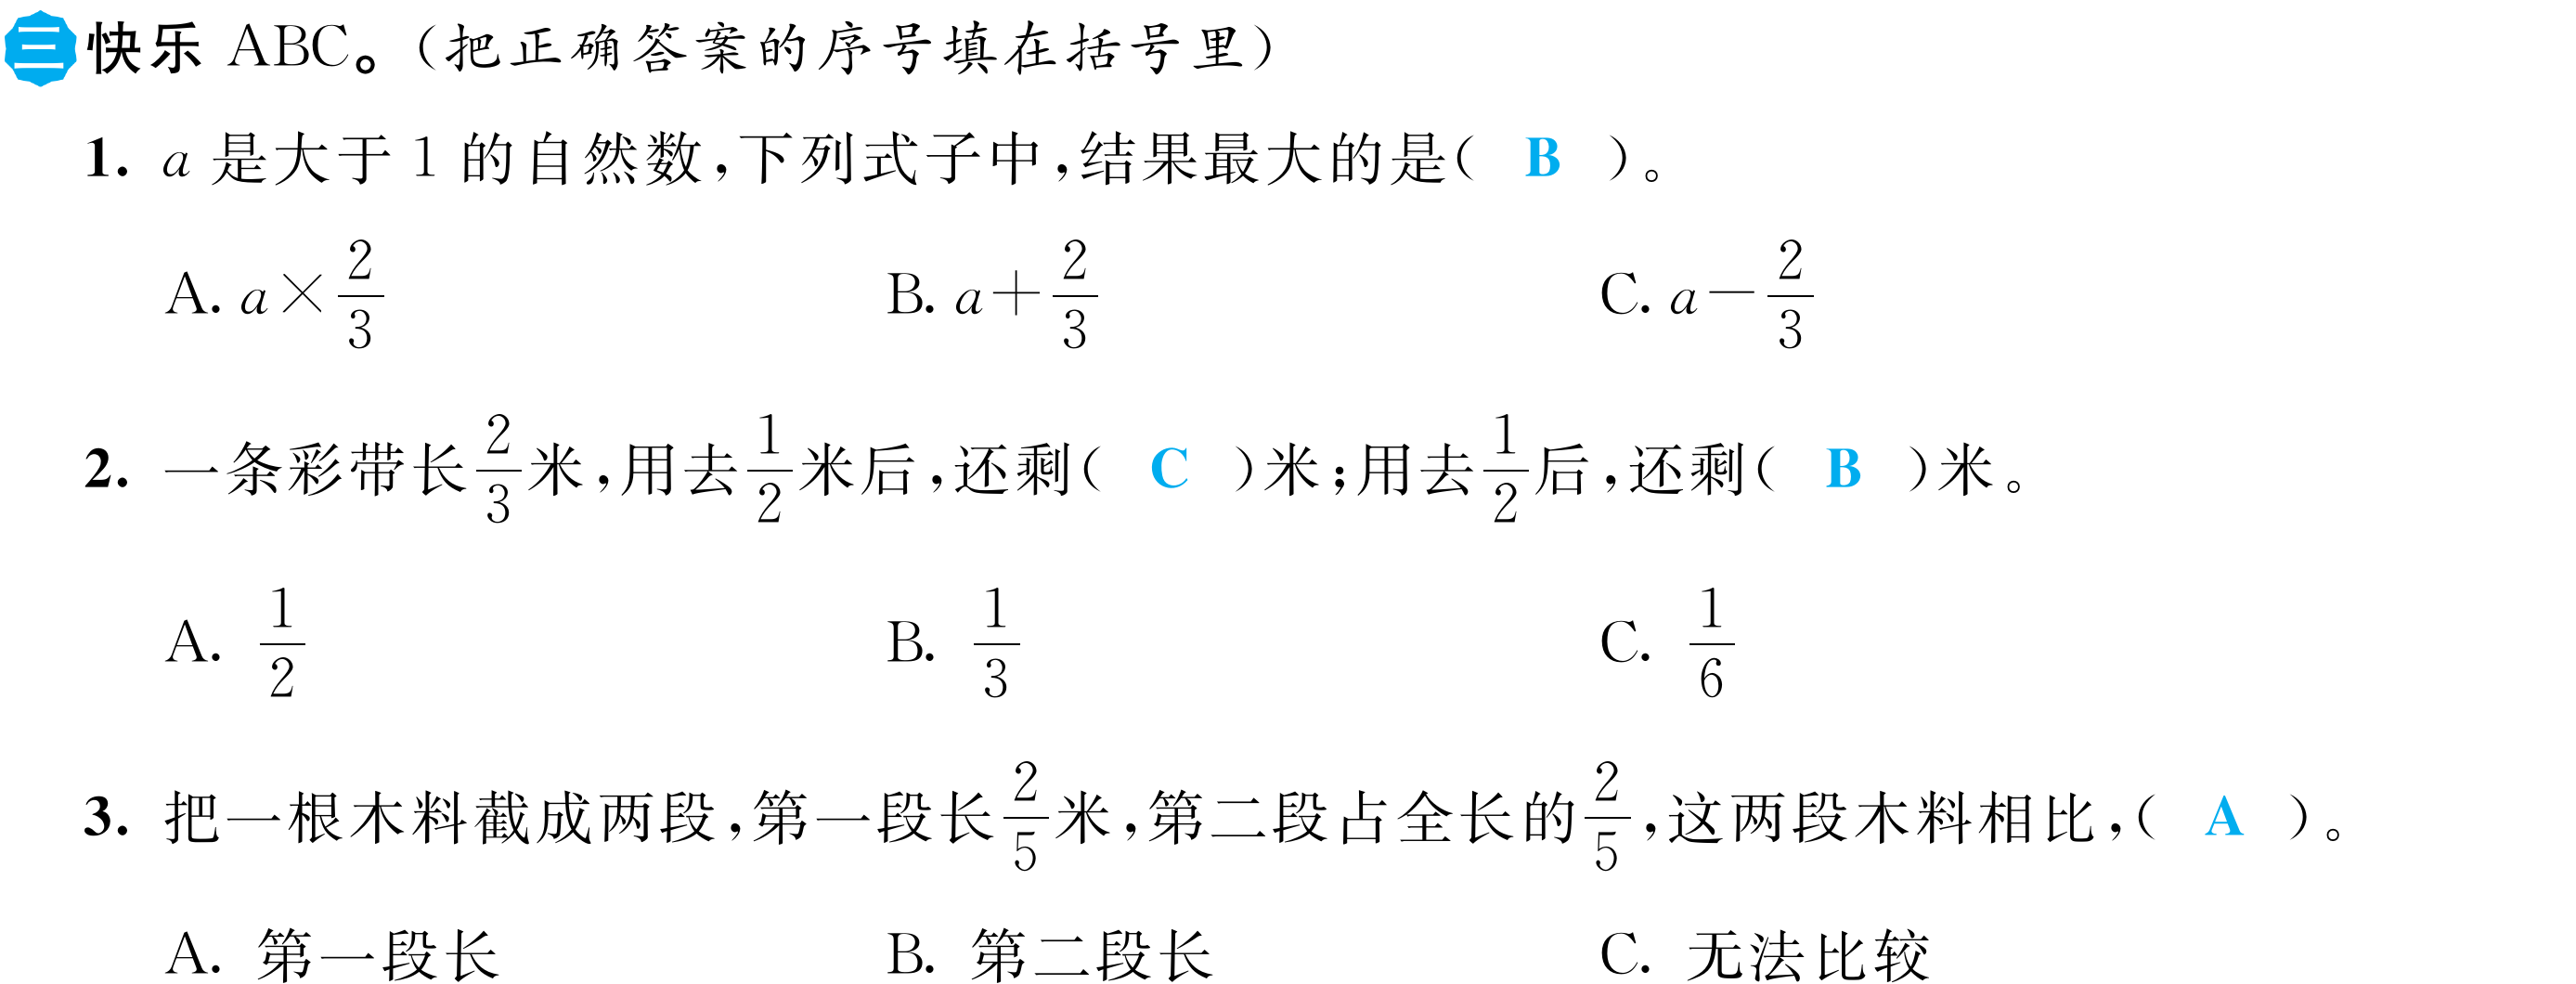 三 快乐 ABC。(把正确答案的序号填在括号里)
1. a 是大于 1 的自然数,下列式子中,结果最大的是( B )。
A. a×2/3 B. a+2/3 C. a−2/3
2. 一条彩带长2/3米,用去1/2米后,还剩( C )米;用去1/2后,还剩( B )米。
A. 1/2 B. 1/3 C. 1/6
3. 把一根木料截成两段,第一段长2/5米,第二段占全长的2/5,这两段木料相比,( A )。
A. 第一段长 B. 第二段长 C. 无法比较